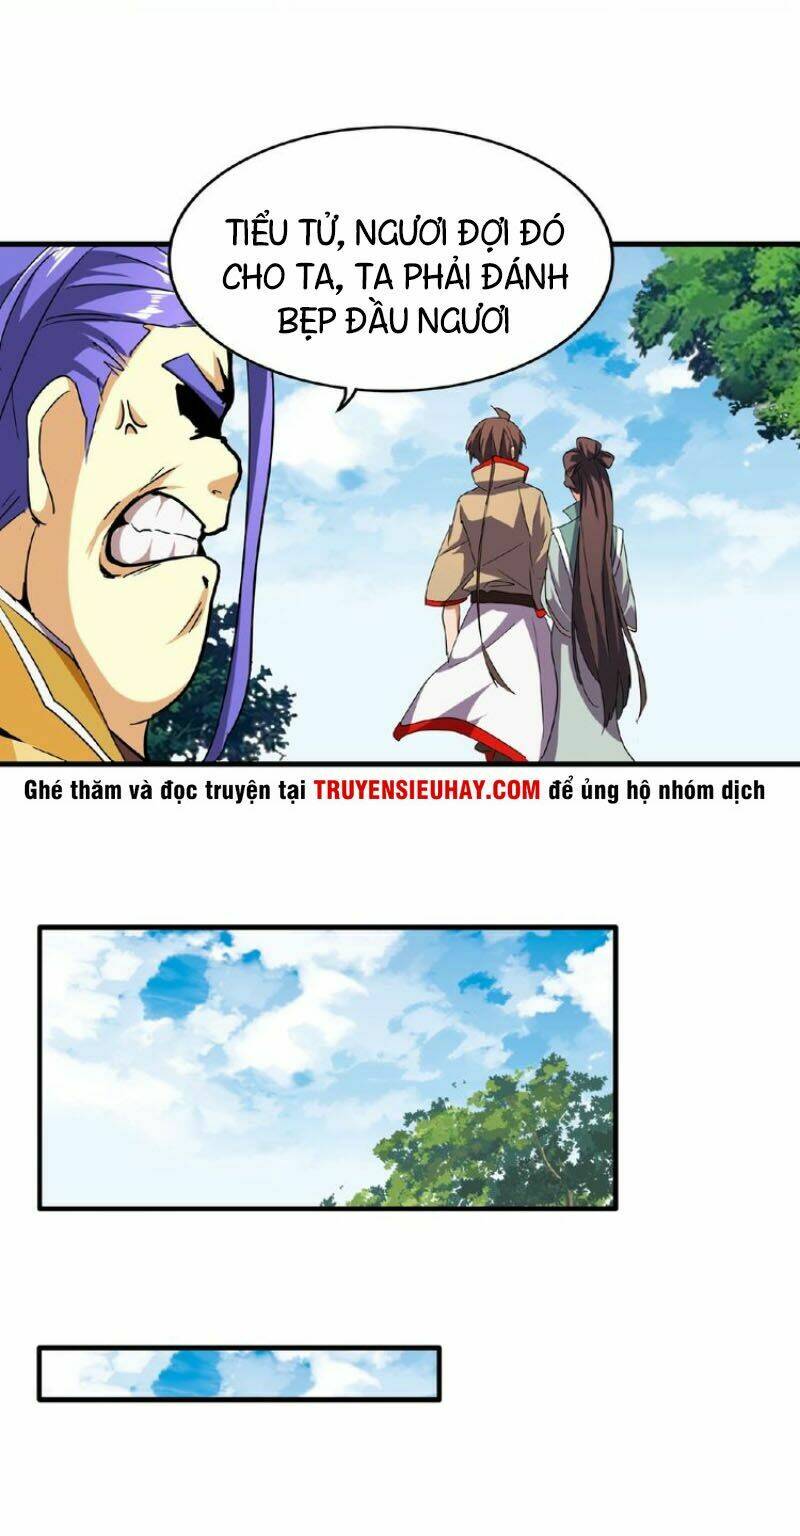 TIỂU TỬ, NGƯƠI ĐỢI ĐÓ
CHO TA, TA PHẢI ĐÁNH
BẸP ĐẦU NGƯƠI
Ghé thăm và đọc truyện tại TRUYENSIEUHAY.COM để ủng hộ nhóm dịch